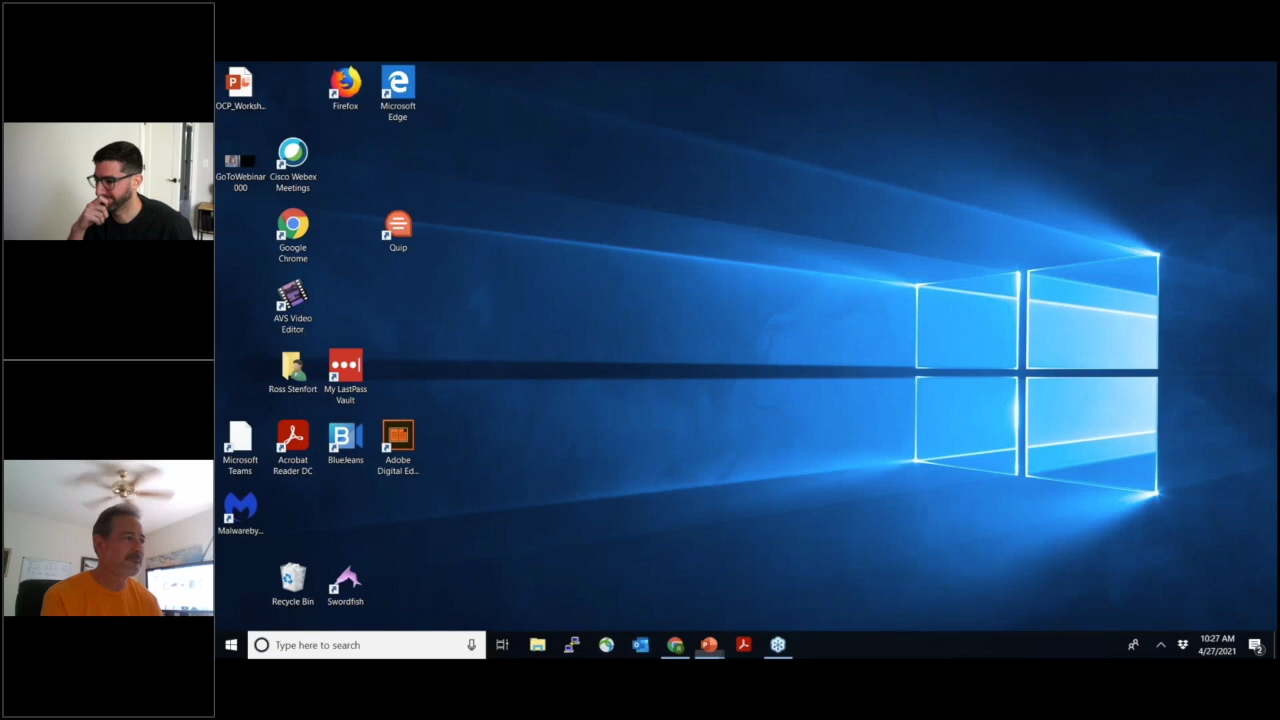 OCP_Worksh...
Firefox
Microsoft
Edge
GoToWebinar
000
Cisco Webex
Meetings
Google
Chrome
Quip
AVS Video
Editor
Ross Stenfort
My LastPass
Vault
Microsoft
Teams
Acrobat
Reader DC
BlueJeans
Adobe
Digital Ed...
Malwareby...
Recycle Bin
Swordfish
Type here to search
10:27 AM
4/27/2021
2